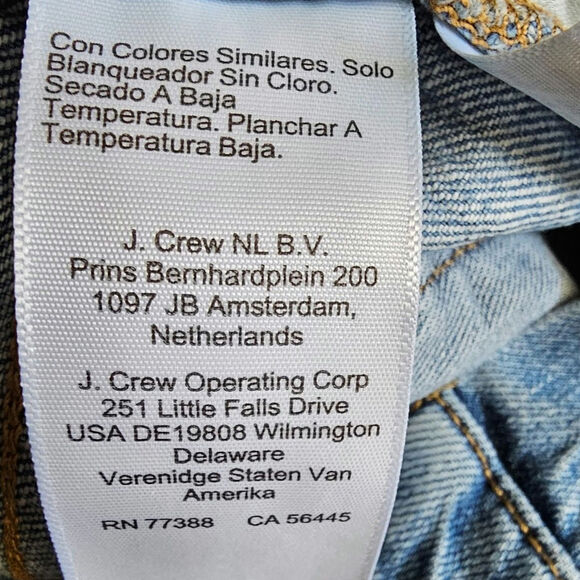 Con Colores Similares. Solo
Blanqueador Sin Cloro.
Secado A Baja
Temperatura. Planchar A
Temperatura Baja.
J. Crew NL B.V.
Prins Bernhardplein 200
1097 JB Amsterdam,
Netherlands
J. Crew Operating Corp
251 Little Falls Drive
USA DE19808 Wilmington
Delaware
Verenidge Staten Van
Amerika
RN 77388 CA 56445